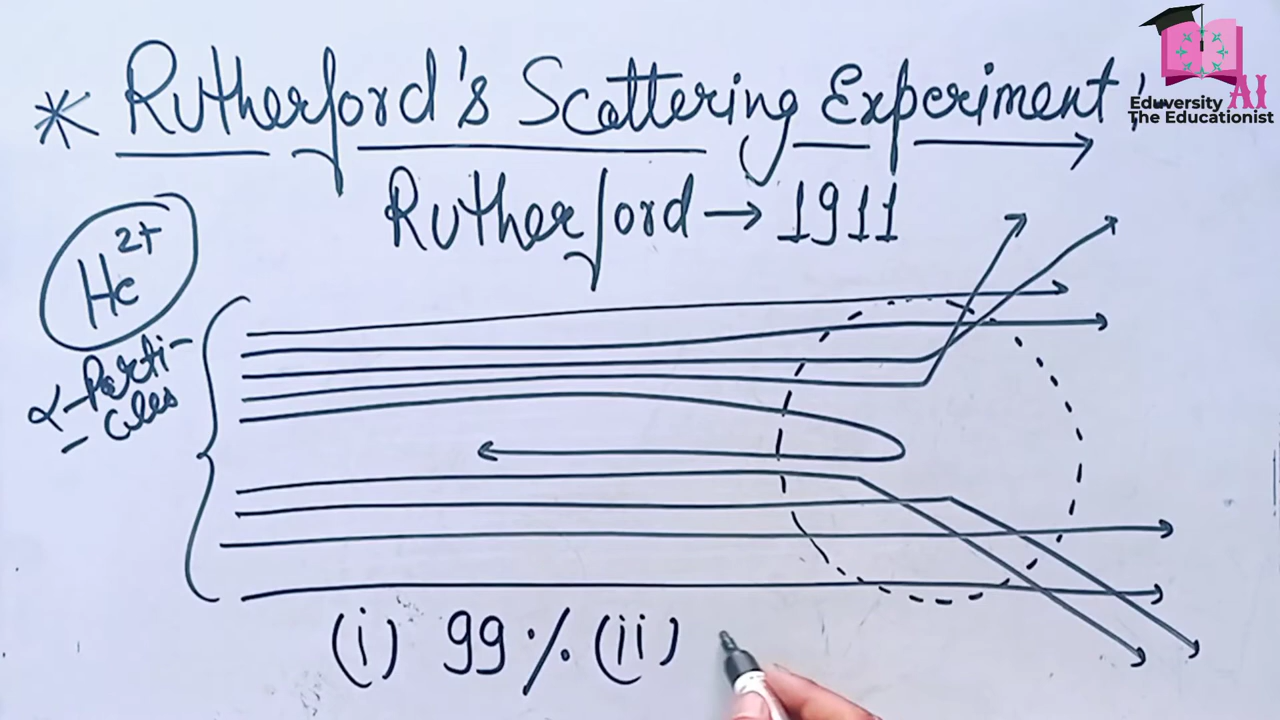 * Rutherford's Scattering Experiment:
Rutherford → 1911
He2+
α-Parti-
-cles
(i) 99% (ii)
Eduversity AI
The Educationist